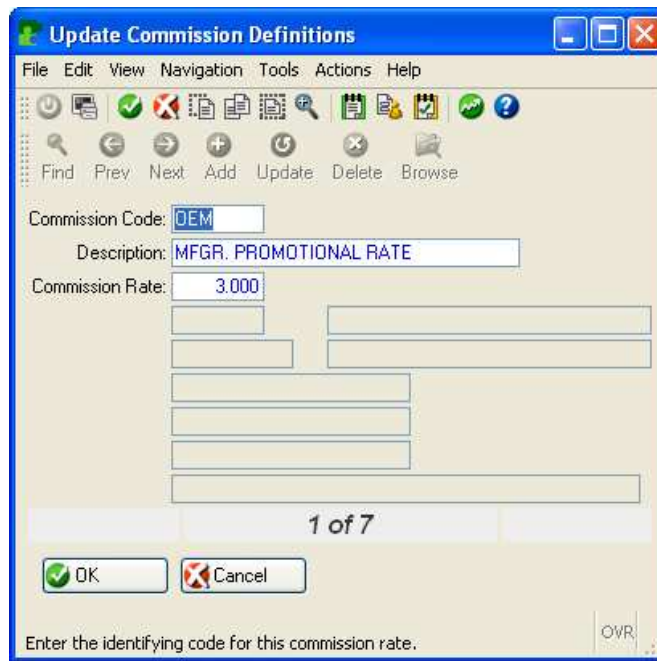 Update Commission Definitions
File Edit View Navigation Tools Actions Help
Find Prev Next Add Update Delete Browse
Commission Code: OEM
Description: MFGR. PROMOTIONAL RATE
Commission Rate: 3.000
1 of 7
OK Cancel
Enter the identifying code for this commission rate. OVR